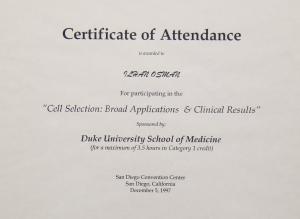 Certificate of Attendance
is awarded to
ILHAN OSMAN
For participating in the
"Cell Selection: Broad Applications & Clinical Results"
Sponsored by:
Duke University School of Medicine
(for a maximum of 3.5 hours in Category 1 credit)
San Diego Convention Center
San Diego, California
December 5, 1997